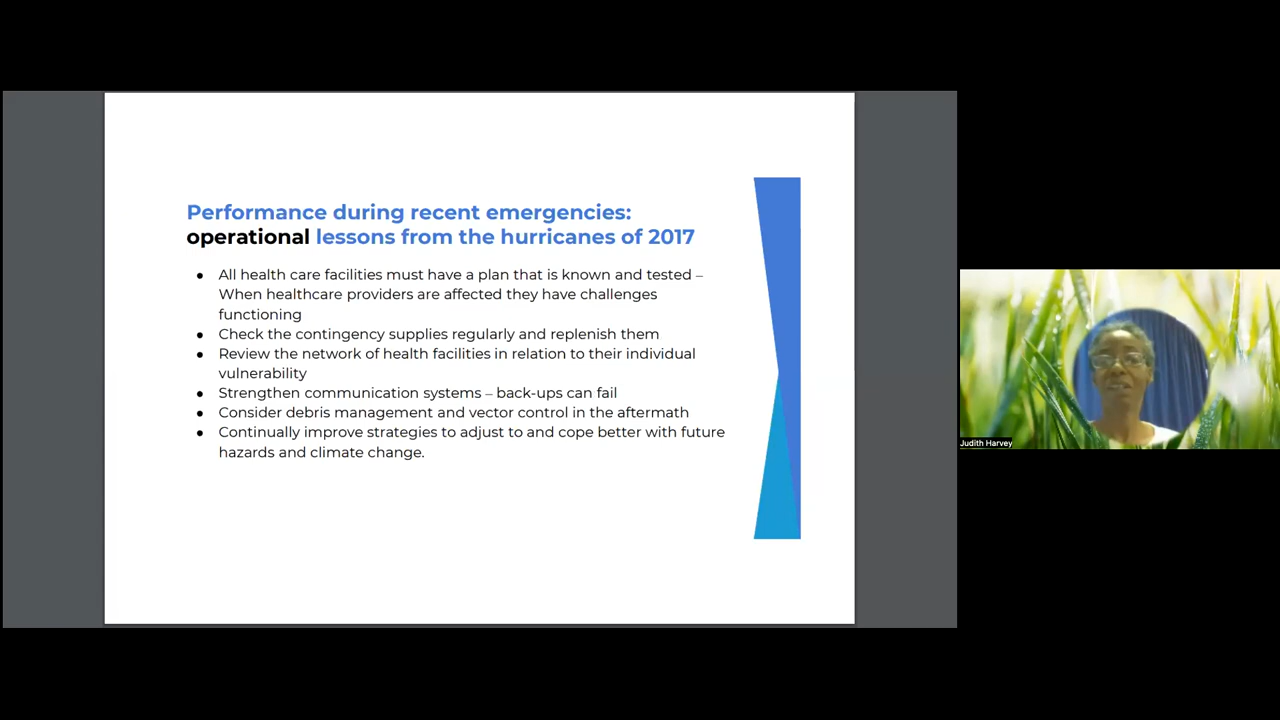 Performance during recent emergencies:
operational lessons from the hurricanes of 2017
● All health care facilities must have a plan that is known and tested –
When healthcare providers are affected they have challenges
functioning
● Check the contingency supplies regularly and replenish them
● Review the network of health facilities in relation to their individual
vulnerability
● Strengthen communication systems – back-ups can fail
● Consider debris management and vector control in the aftermath
● Continually improve strategies to adjust to and cope better with future
hazards and climate change.
Judith Harvey